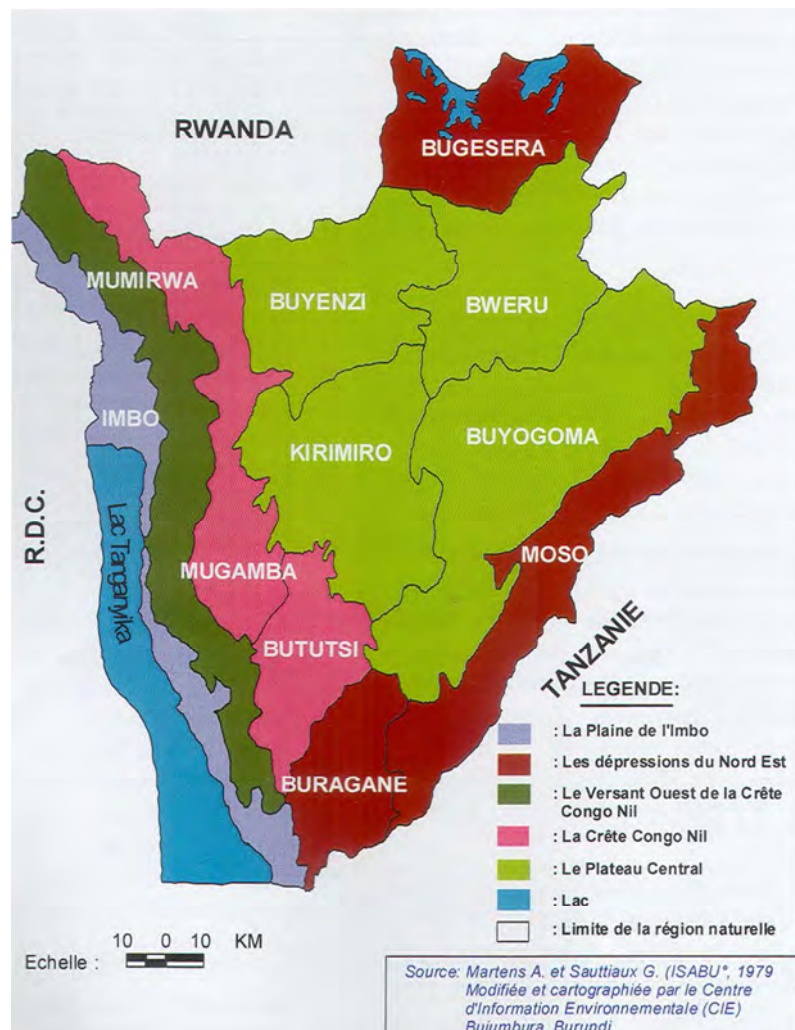 RWANDA
BUGESERA
MUMIRWA
BUYENZI
BWERU
IMBO
KIRIMIRO
BUYOGOMA
R.D.C.
Lac Tanganyika
MUGAMBA
MOSO
BUTUTSI
TANZANIE
BURAGANE
LEGENDE:
: La Plaine de l'Imbo
: Les dépressions du Nord Est
: Le Versant Ouest de la Crête
Congo Nil
: La Crête Congo Nil
: Le Plateau Central
: Lac
: Limite de la région naturelle
10 0 10 KM
Echelle :
Source: Martens A. et Sauttiaux G. (ISABU°, 1979
Modifiée et cartographiée par le Centre
d'Information Environnementale (CIE)
Bujumbura, Burundi